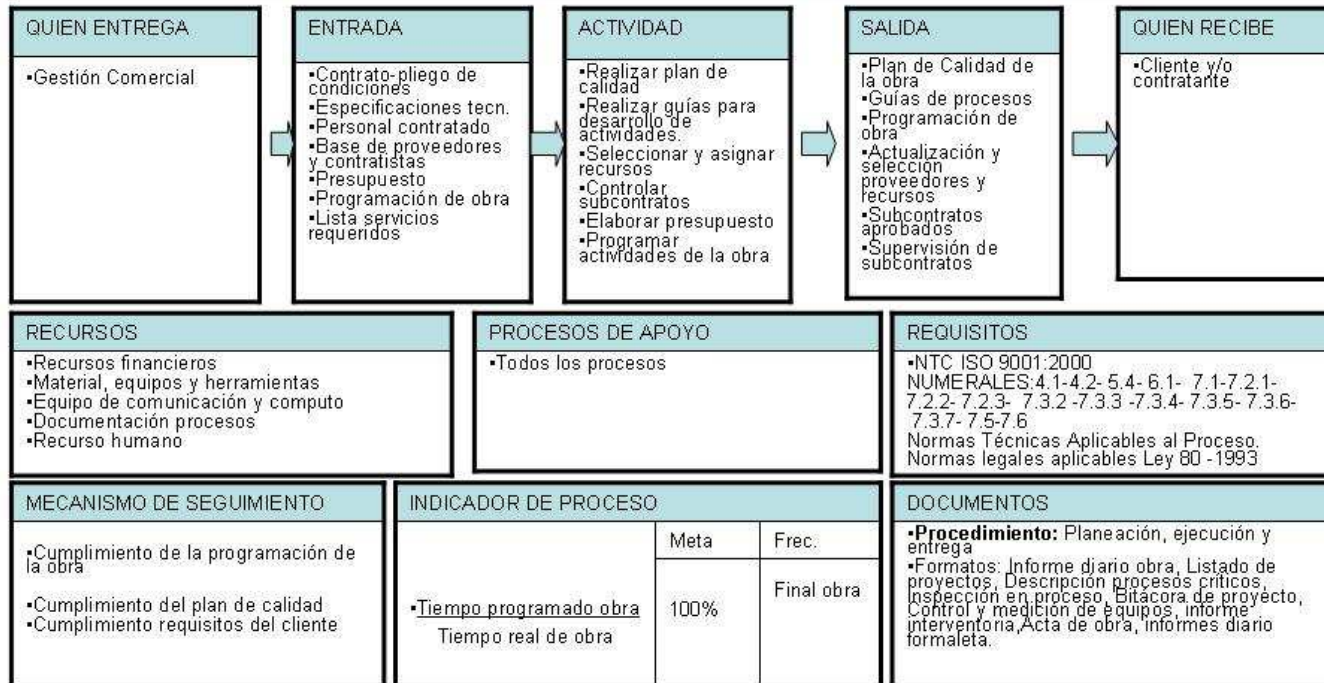 QUIEN ENTREGA
▪Gestión Comercial
ENTRADA
▪Contrato-pliego de
condiciones
▪Especificaciones tecn.
▪Personal contratado
▪Base de proveedores
y contratistas
▪Presupuesto
▪Programación de obra
▪Lista servicios
requeridos
ACTIVIDAD
▪Realizar plan de
calidad
▪Realizar guías para
desarrollo de
actividades.
▪Seleccionar y asignar
recursos
▪Controlar
subcontratos
▪Elaborar presupuesto
▪Programar
actividades de la obra
SALIDA
▪Plan de Calidad de
la obra
▪Guías de procesos
▪Programación de
obra
▪Actualización y
selección
proveedores y
recursos
▪Subcontratos
aprobados
▪Supervisión de
subcontratos
QUIEN RECIBE
▪Cliente y/o
contratante
RECURSOS
▪Recursos financieros
▪Material, equipos y herramientas
▪Equipo de comunicación y computo
▪Documentación procesos
▪Recurso humano
PROCESOS DE APOYO
▪Todos los procesos
REQUISITOS
▪NTC ISO 9001:2000
NUMERALES:4.1-4.2- 5.4- 6.1- 7.1-7.2.1-
7.2.2- 7.2.3- 7.3.2 -7.3.3 -7.3.4- 7.3.5- 7.3.6-
7.3.7- 7.5-7.6
Normas Técnicas Aplicables al Proceso.
Normas legales aplicables Ley 80 -1993
MECANISMO DE SEGUIMIENTO
▪Cumplimiento de la programación de
la obra
▪Cumplimiento del plan de calidad
▪Cumplimiento requisitos del cliente
INDICADOR DE PROCESO
Meta
Frec.
▪Tiempo programado obra
Tiempo real de obra
100%
Final obra
DOCUMENTOS
▪Procedimiento: Planeación, ejecución y
entrega
▪Formatos: Informe diario obra, Listado de
proyectos, Descripción procesos críticos,
Inspección en proceso, Bitácora de proyecto,
Control y medición de equipos, informe
interventoria,Acta de obra, informes diario
formaleta.